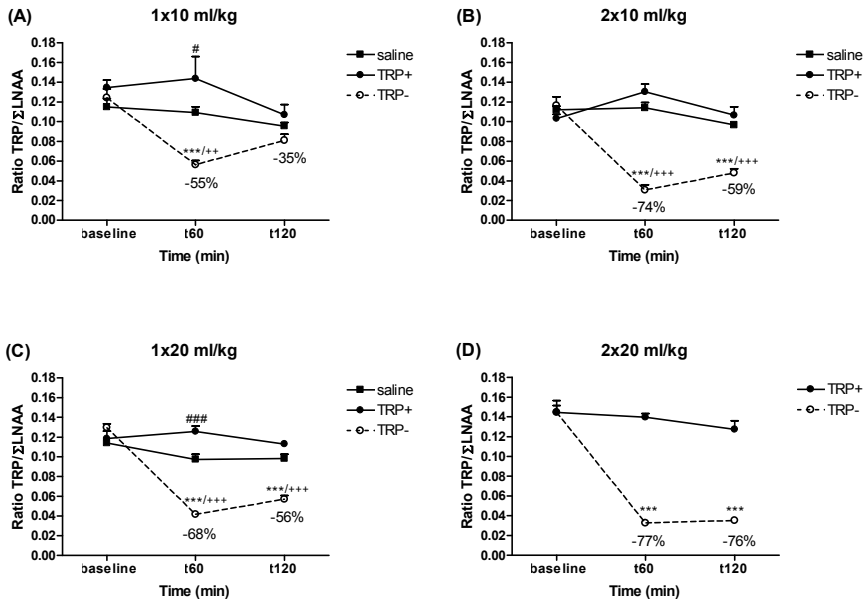 (A)
1x10 ml/kg
Ratio TRP/ΣLNAA
0.18
0.16
0.14
0.12
0.10
0.08
0.06
0.04
0.02
0.00
#
***/++
-55%
-35%
baseline t60 t120
Time (min)
saline
TRP+
TRP-
(B)
2x10 ml/kg
Ratio TRP/ΣLNAA
0.18
0.16
0.14
0.12
0.10
0.08
0.06
0.04
0.02
0.00
***/+++
-74%
***/+++
-59%
baseline t60 t120
Time (min)
saline
TRP+
TRP-
(C)
1x20 ml/kg
Ratio TRP/ΣLNAA
0.18
0.16
0.14
0.12
0.10
0.08
0.06
0.04
0.02
0.00
###
***/+++
-68%
***/+++
-56%
baseline t60 t120
Time (min)
saline
TRP+
TRP-
(D)
2x20 ml/kg
Ratio TRP/ΣLNAA
0.18
0.16
0.14
0.12
0.10
0.08
0.06
0.04
0.02
0.00
***
-77%
***
-76%
baseline t60 t120
Time (min)
TRP+
TRP-